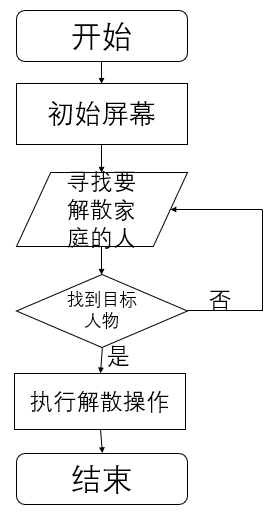 开始
初始屏幕
寻找要
解散家
庭的人
找到目标
人物
否
是
执行解散操作
结束